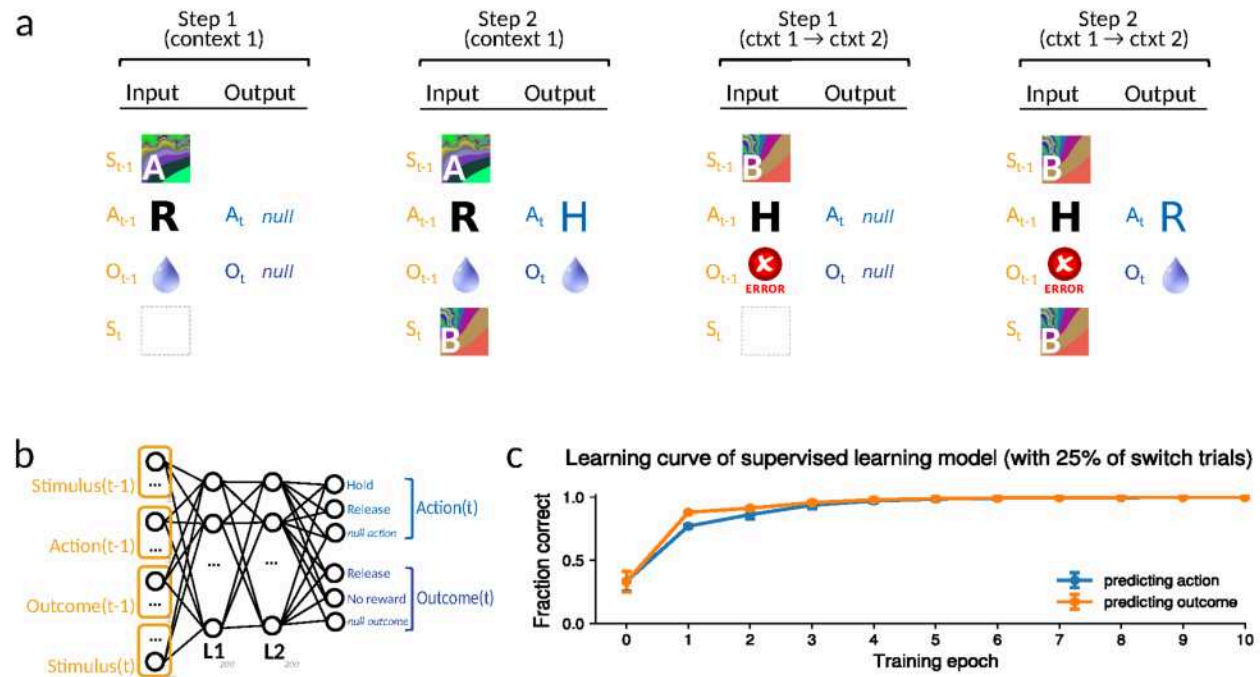 a
Step 1
(context 1)
Step 2
(context 1)
Step 1
(ctxt 1 → ctxt 2)
Step 2
(ctxt 1 → ctxt 2)
Input Output Input Output Input Output Input Output
St-1 A St-1 A St-1 B St-1 B
At-1 R At null At-1 R At H At-1 H At null At-1 H At R
Ot-1 Ot null Ot-1 Ot Ot-1 ERROR Ot null Ot-1 ERROR Ot
St St B St St B
b
Stimulus(t-1)
...
Action(t-1)
...
Outcome(t-1)
...
...
Stimulus(t)
...
...
L1
200
L2
200
Hold
Release
null action
Action(t)
Release
No reward
null outcome
Outcome(t)
c
Learning curve of supervised learning model (with 25% of switch trials)
Fraction correct
1.0
0.5
0.0
predicting action
predicting outcome
0 1 2 3 4 5 6 7 8 9 10
Training epoch